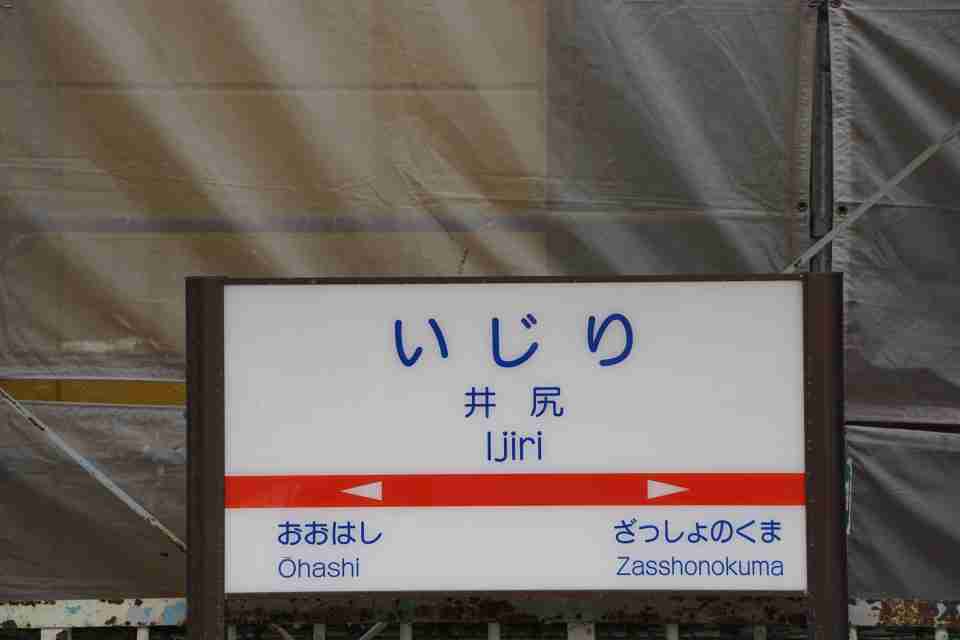 いじり
井尻
Ijiri
おおはし ざっしょのくま
Ōhashi Zasshonokuma